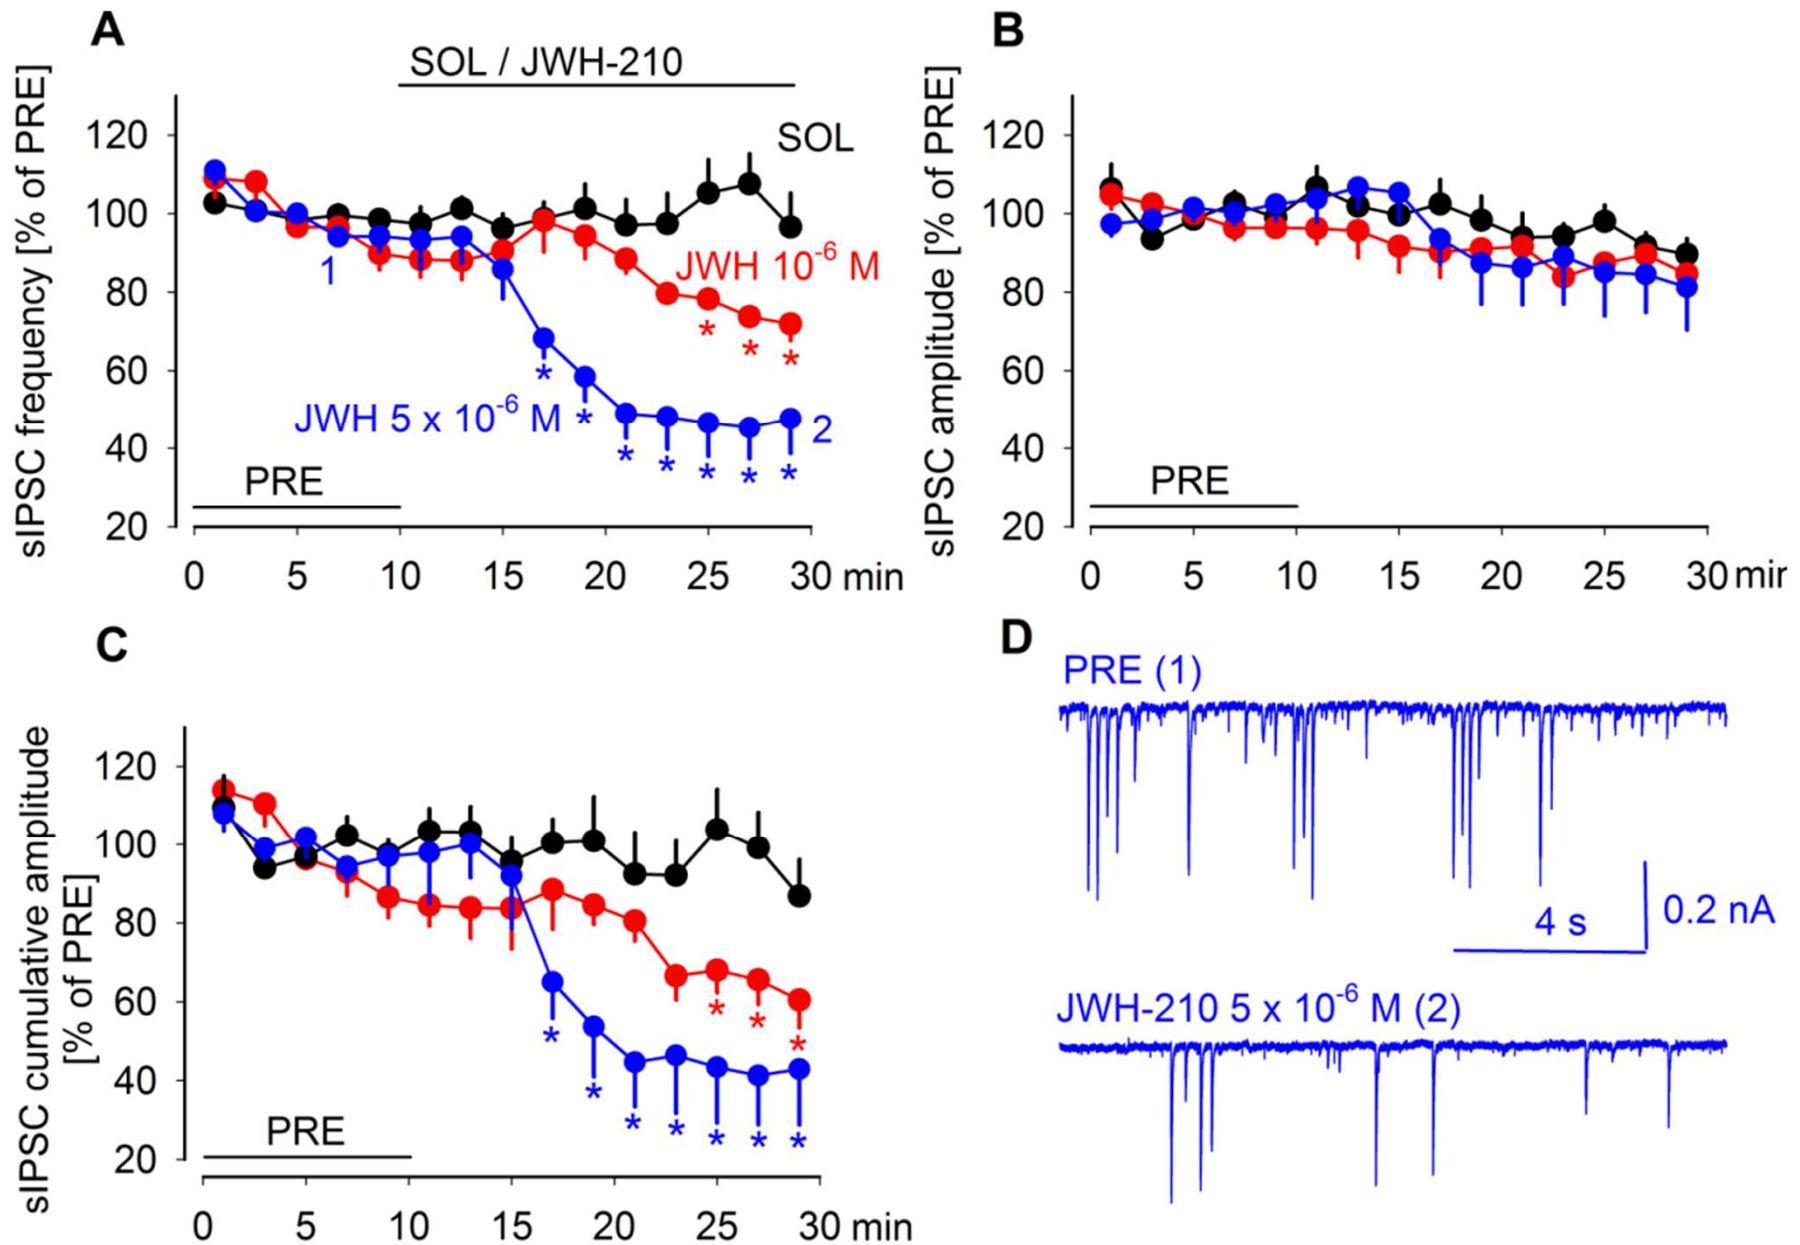 A
SOL / JWH-210
sIPSC frequency [% of PRE]
120
100
80
60
40
20
SOL
JWH 10⁻⁶ M
1
* * *
JWH 5 x 10⁻⁶ M
2
* * * * * * *
PRE
0 5 10 15 20 25 30 min
B
sIPSC amplitude [% of PRE]
120
100
80
60
40
20
PRE
0 5 10 15 20 25 30 mir
C
sIPSC cumulative amplitude
[% of PRE]
120
100
80
60
40
20
* * *
* * * * * * *
PRE
0 5 10 15 20 25 30 min
D
PRE (1)
4 s
0.2 nA
JWH-210 5 x 10⁻⁶ M (2)